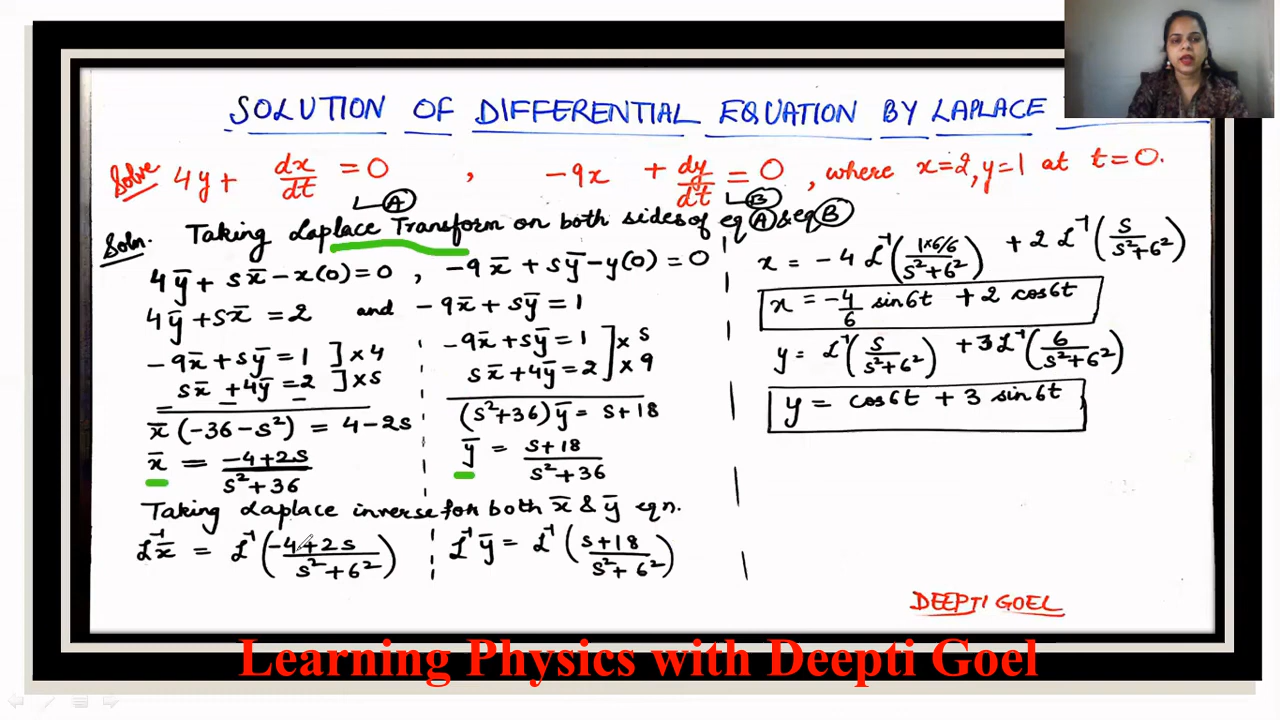 SOLUTION OF DIFFERENTIAL EQUATION BY LAPLACE
Solve 4y + dx/dt = 0 , -9x + dy/dt = 0 , where x=2, y=1 at t=0.
A B
Soln. Taking Laplace Transform on both sides of eq A & eq B
4ȳ + sx̄ - x(0) = 0 , -9x̄ + sȳ - y(0) = 0
4ȳ + sx̄ = 2 and -9x̄ + sȳ = 1
-9x̄ + sȳ = 1 ] × 4
sx̄ + 4ȳ = 2 ] × s
x̄(-36 - s²) = 4 - 2s
x̄ = -4+2s / s²+36
-9x̄ + sȳ = 1 ] × s
sx̄ + 4ȳ = 2 ] × 9
(s²+36)ȳ = s+18
ȳ = s+18 / s²+36
Taking Laplace inverse for both x̄ & ȳ eqn.
L⁻¹x̄ = L⁻¹(-4+2s / s²+6²)
L⁻¹ȳ = L⁻¹(s+18 / s²+6²)
x = -4 L⁻¹(1×6/6 / s²+6²) + 2 L⁻¹(s / s²+6²)
x = -4/6 sin6t + 2 cos6t
y = L⁻¹(s / s²+6²) + 3 L⁻¹(6 / s²+6²)
y = cos6t + 3 sin6t
DEEPTI GOEL
Learning Physics with Deepti Goel